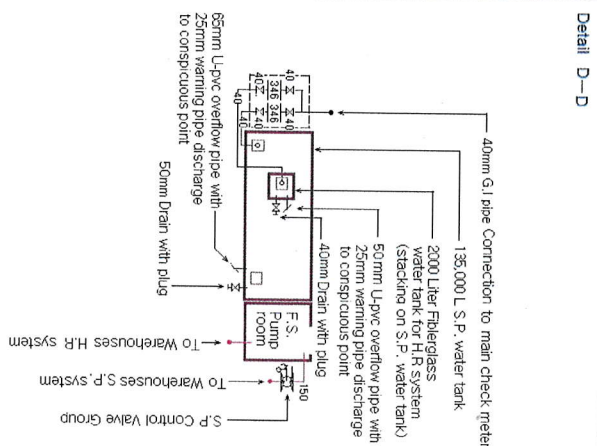 Detail D—D
40mm G.I pipe Connection to main check meter
135,000 L S.P. water tank
2000 Liter Fiblerglass
water tank for H.R system
(stacking on S.P. water tank)
50mm U-pvc overflow pipe with
25mm warning pipe discharge
to conspicuous point
40mm Drain with plug
40
40
346
346
40
40
40
40
F.S.
Pump
room
150
65mm U-pvc overflow pipe with
25mm warning pipe discharge
to conspicuous point
50mm Drain with plug
To Warehouses H.R system
To Warehouses S.P. system
S.P Control Valve Group